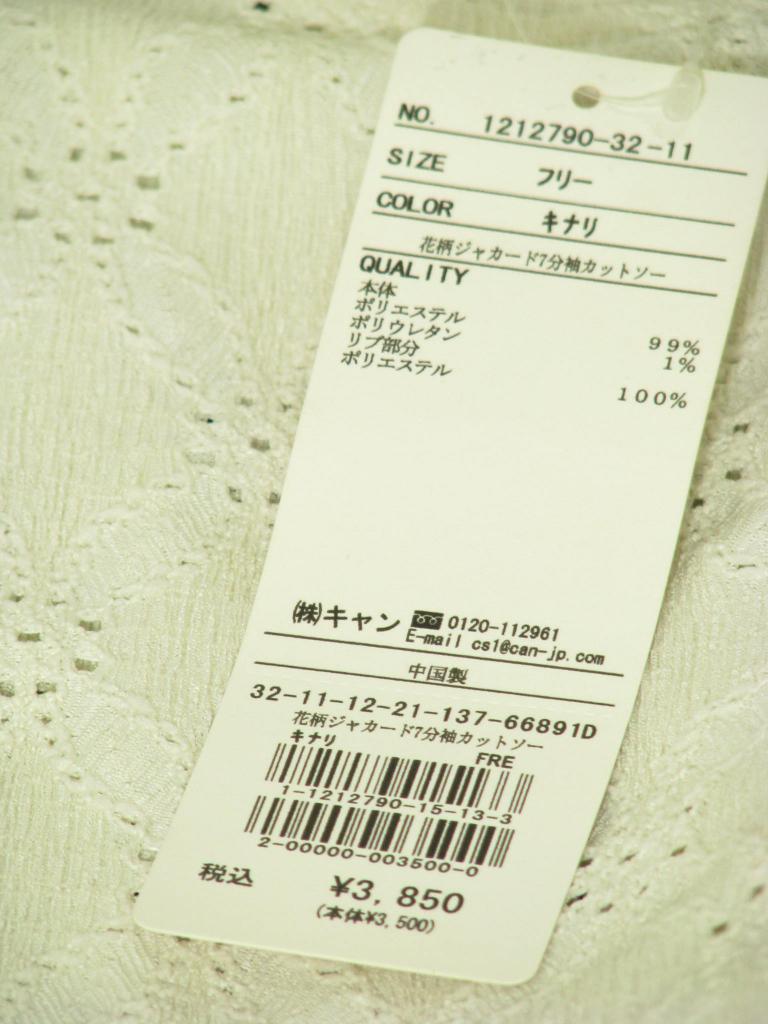 NO. 1212790-32-11
SIZE フリー
COLOR キナリ
花柄ジャカード7分袖カットソー
QUALITY
本体
ポリエステル 99%
ポリウレタン 1%
リブ部分
ポリエステル 100%
㈱キャン 0120-112961
E-mail cs1@can-jp.com
中国製
32-11-12-21-137-66891D
花柄ジャカード7分袖カットソー
キナリ FRE
1-1212790-15-13-3
2-00000-003500-0
税込 ¥3,850
(本体¥3,500)